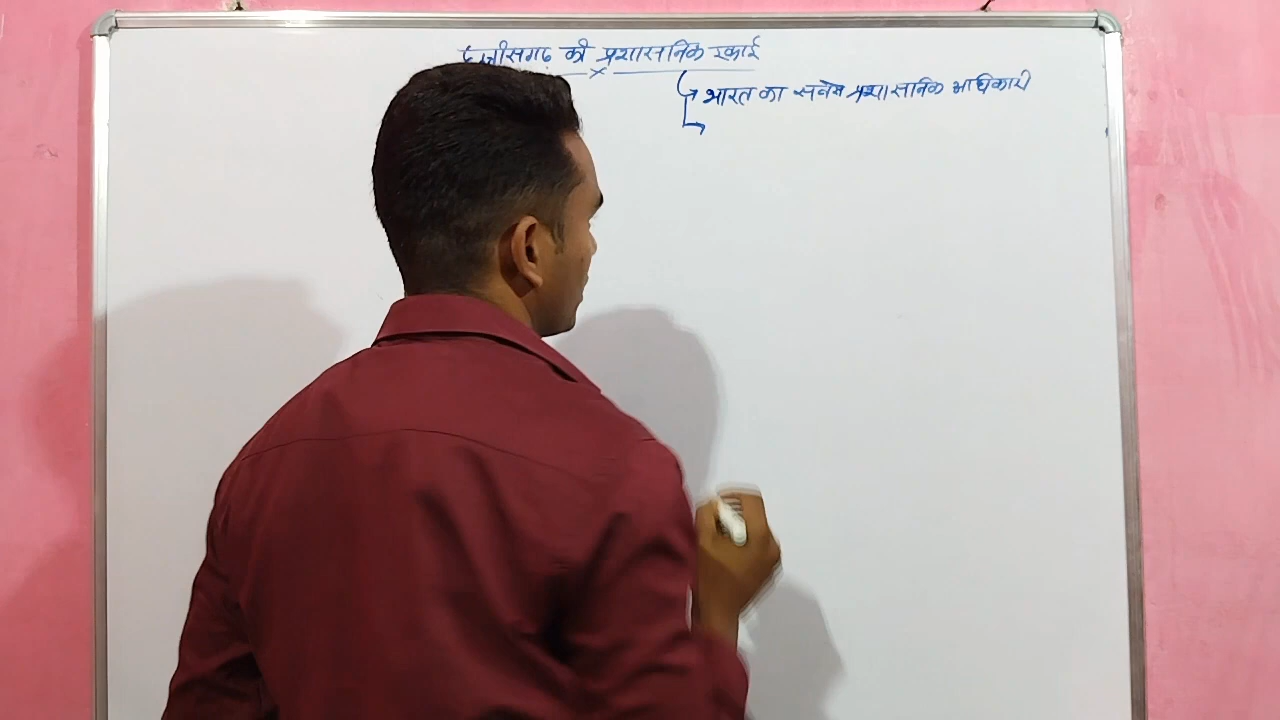 छत्तीसगढ़ की प्रशासनिक इकाई
भारत का सर्वोच्च प्रशासनिक अधिकारी